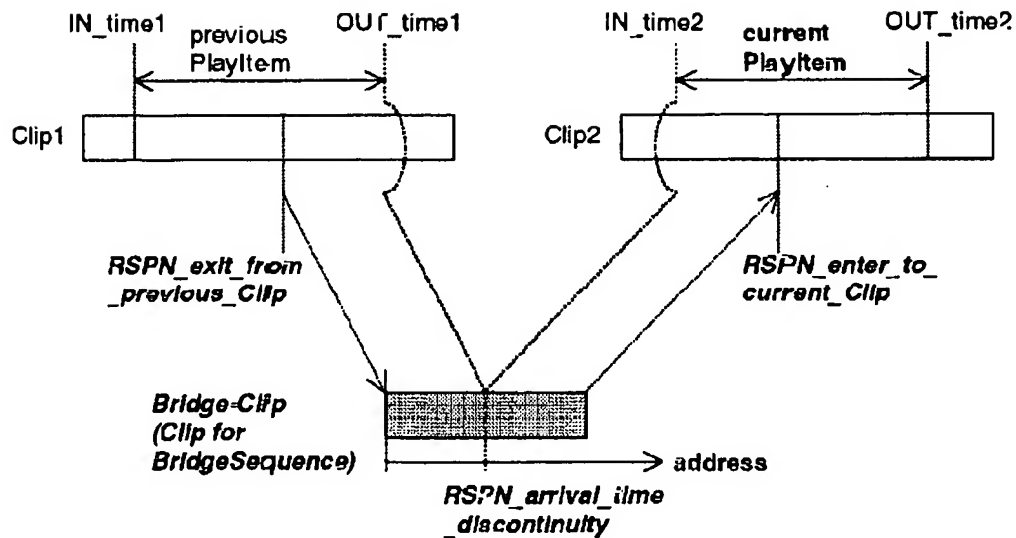 IN_time1
OUT_time1
IN_time2
OUT_time2
previous
PlayItem
current
PlayItem
Clip1
Clip2
RSPN_exit_from
_previous_Clip
RSPN_enter_to_
current_Clip
Bridge-Clip
(Clip for
BridgeSequence)
address
RSPN_arrival_time
_discontinuity